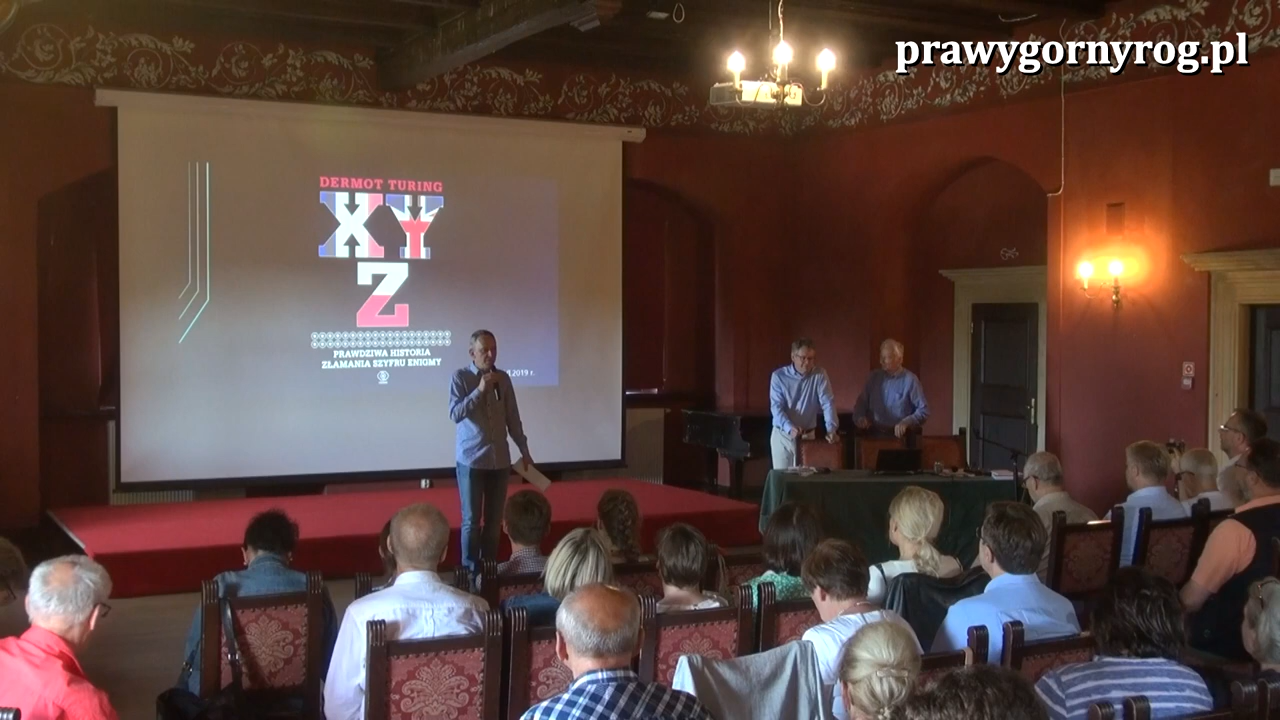 prawygornyrog.pl
DERMOT TURING
XY
Z
PRAWDZIWA HISTORIA
ZŁAMANIA SZYFRU ENIGMY
2019 r.